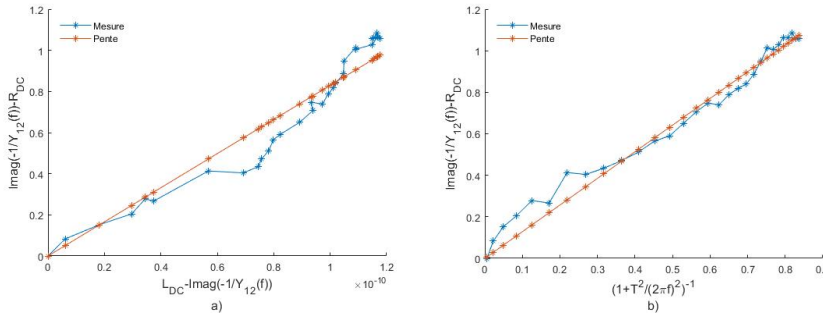 Mesure
Pente
1.2
1
0.8
0.6
0.4
0.2
0
Imag(-1/Y12(f))-RDC
0 0.2 0.4 0.6 0.8 1 1.2
×10-10
LDC-Imag(-1/Y12(f))
a)
Mesure
Pente
1.2
1
0.8
0.6
0.4
0.2
0
Imag(-1/Y12(f))-RDC
0 0.1 0.2 0.3 0.4 0.5 0.6 0.7 0.8 0.9
(1+T2/(2πf)2)-1
b)